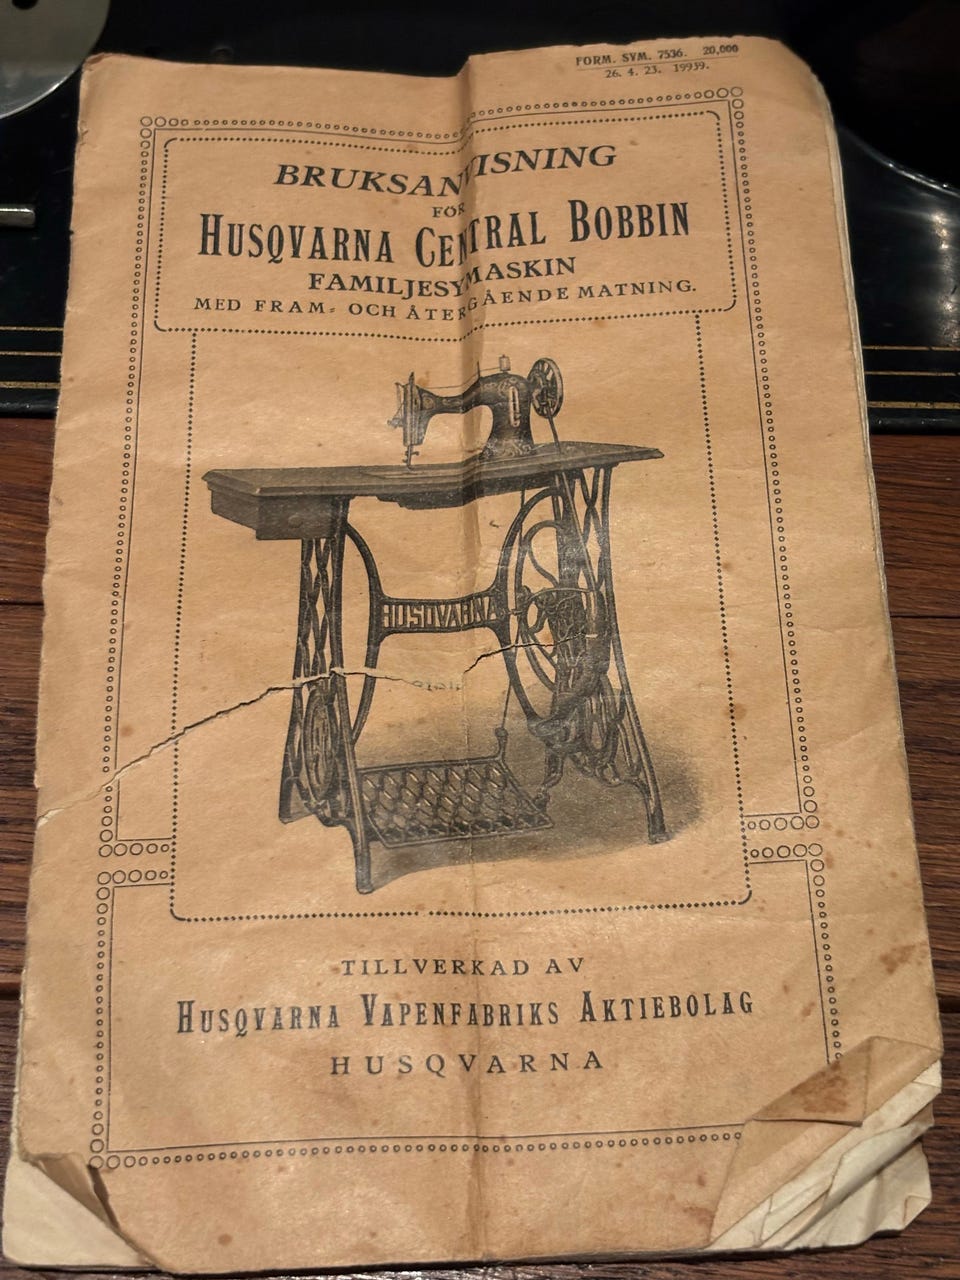 FORM. SYM. 7536. 20,000
26. 4. 23. 19939.
BRUKSANVISNING
FÖR
HUSQVARNA CENTRAL BOBBIN
FAMILJESYMASKIN
MED FRAM- OCH ÅTERGÅENDE MATNING.
HUSQVARNA
TILLVERKAD AV
HUSQVARNA VAPENFABRIKS AKTIEBOLAG
HUSQVARNA